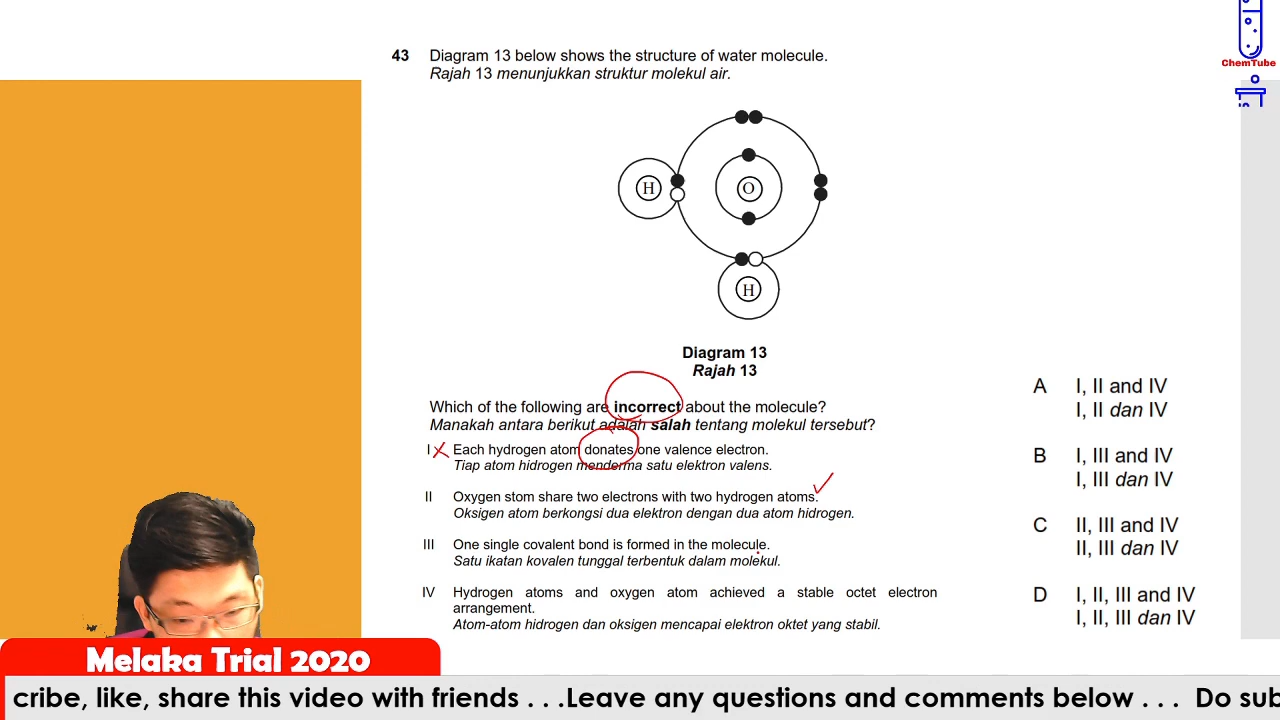 ChemTube
43 Diagram 13 below shows the structure of water molecule.
Rajah 13 menunjukkan struktur molekul air.
H
O
H
Diagram 13
Rajah 13
Which of the following are incorrect about the molecule?
Manakah antara berikut adalah salah tentang molekul tersebut?
I Each hydrogen atom donates one valence electron.
Tiap atom hidrogen menderma satu elektron valens.
II Oxygen stom share two electrons with two hydrogen atoms.
Oksigen atom berkongsi dua elektron dengan dua atom hidrogen.
III One single covalent bond is formed in the molecule.
Satu ikatan kovalen tunggal terbentuk dalam molekul.
IV Hydrogen atoms and oxygen atom achieved a stable octet electron
arrangement.
Atom-atom hidrogen dan oksigen mencapai elektron oktet yang stabil.
A I, II and IV
I, II dan IV
B I, III and IV
I, III dan IV
C II, III and IV
II, III dan IV
D I, II, III and IV
I, II, III dan IV
Melaka Trial 2020
cribe, like, share this video with friends . . .Leave any questions and comments below . . . Do sub